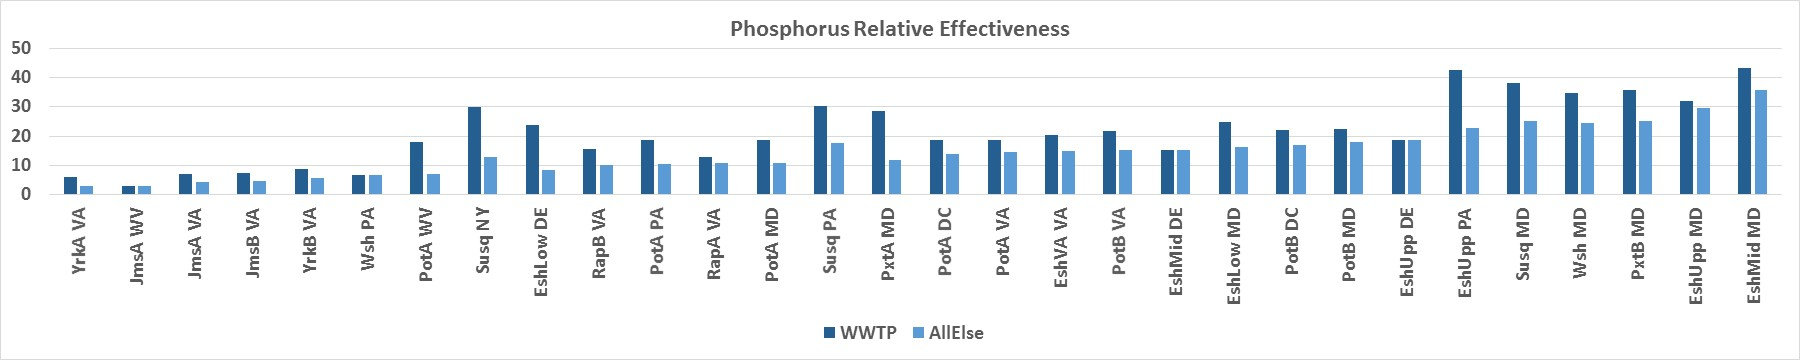 Phosphorus Relative Effectiveness
50
40
30
20
10
0
YrkA VA
JmsA WV
JmsA VA
JmsB VA
YrkB VA
Wsh PA
PotA WV
Susq NY
EshLow DE
RapB VA
PotA PA
RapA VA
PotA MD
Susq PA
PxtA MD
PotA DC
PotA VA
EshVA VA
PotB VA
EshMid DE
EshLow MD
PotB DC
PotB MD
EshUpp DE
EshUpp PA
Susq MD
Wsh MD
PxtB MD
EshUpp MD
EshMid MD
WWTP
AllElse